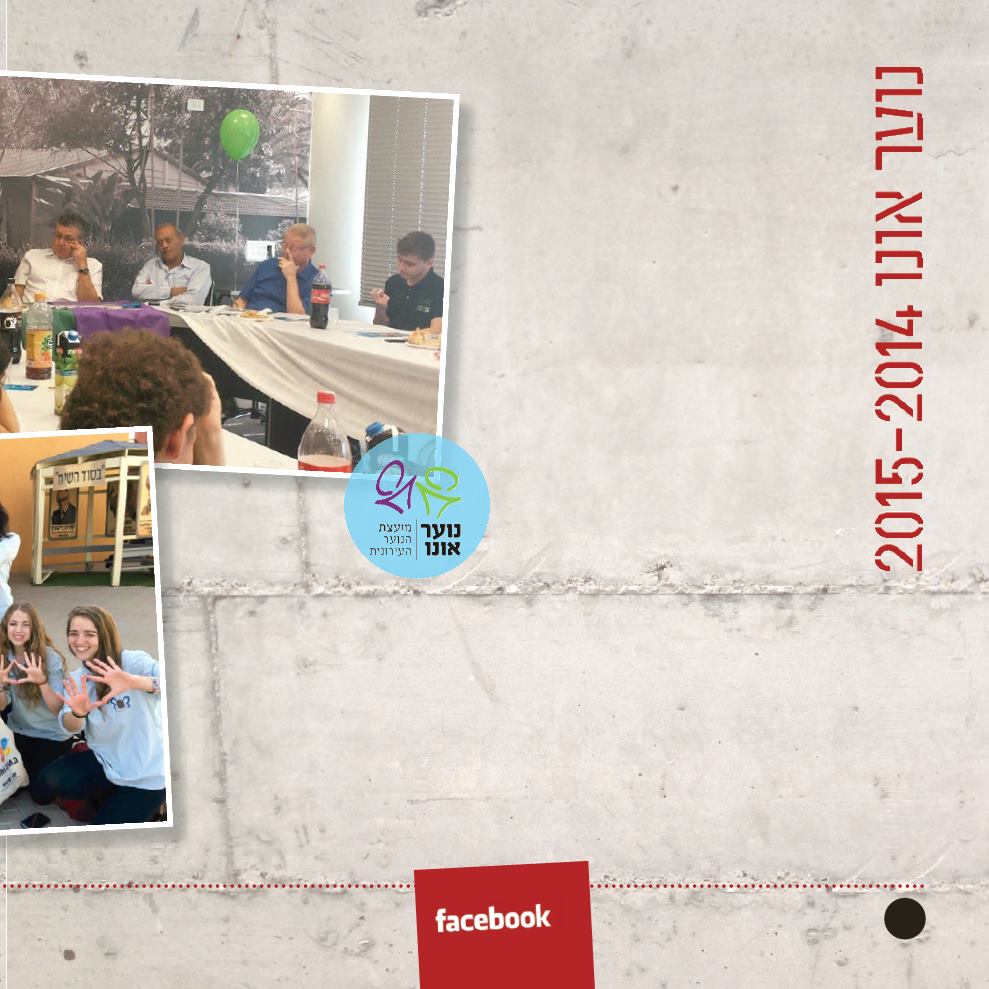 נוער אונו 2015-2014
"בסוד השיח"
נוער אונו
מועצת הנוער העירונית
facebook